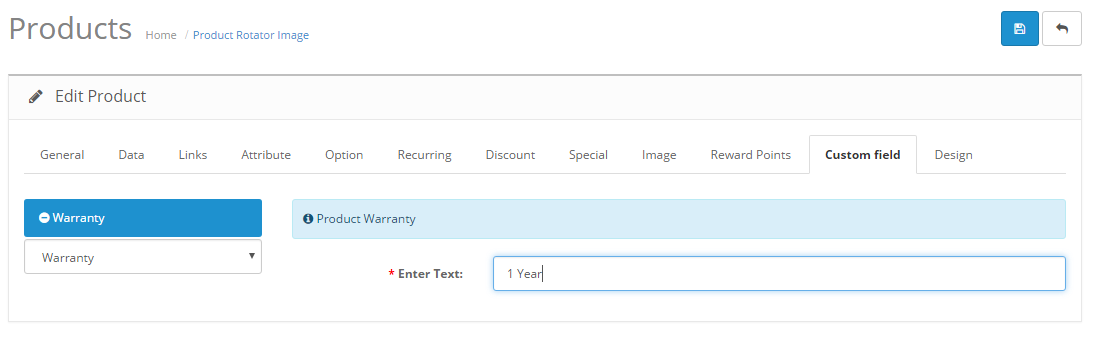 Products Home / Product Rotator Image
Edit Product
General Data Links Attribute Option Recurring Discount Special Image Reward Points Custom field Design
Warranty Product Warranty
Warranty
* Enter Text: 1 Year